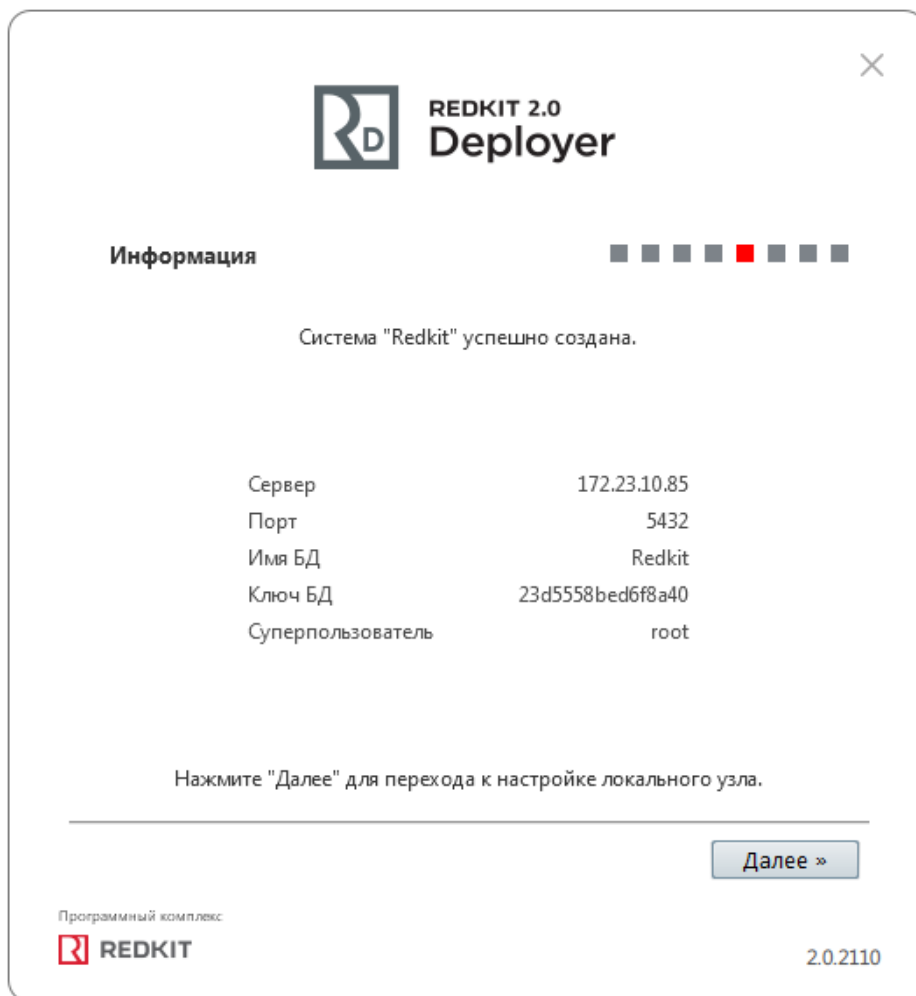 REDKIT 2.0
Deployer
Информация
Система "Redkit" успешно создана.
Сервер 172.23.10.85
Порт 5432
Имя БД Redkit
Ключ БД 23d5558bed6f8a40
Суперпользователь root
Нажмите "Далее" для перехода к настройке локального узла.
Далее »
Программный комплекс
REDKIT
2.0.2110